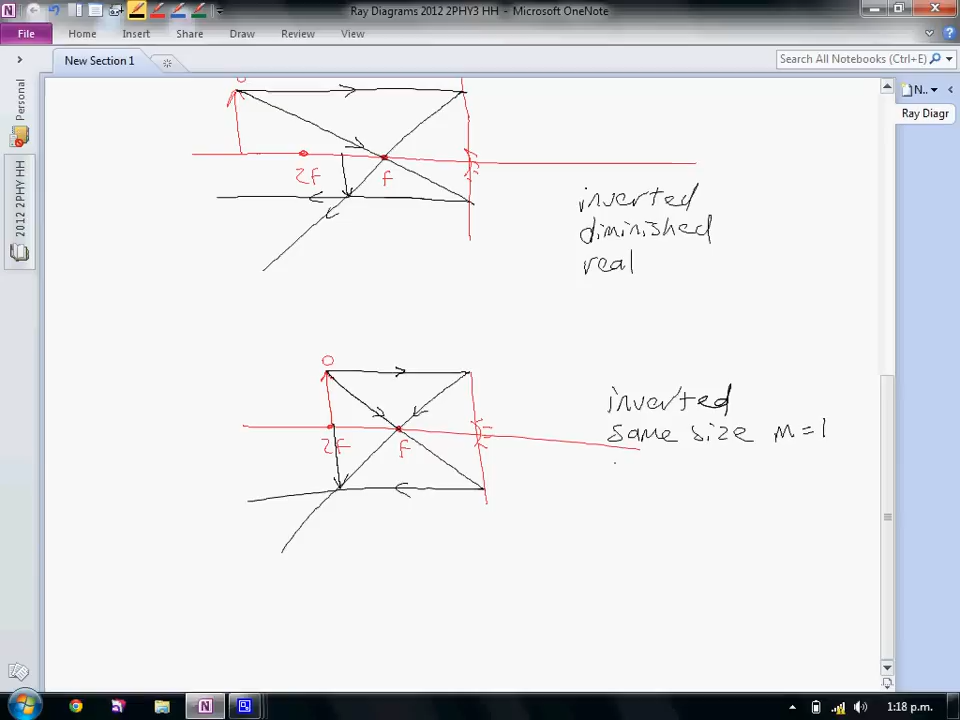 Ray Diagrams 2012 2PHY3 HH - Microsoft OneNote
File Home Insert Share Draw Review View
New Section 1
Search All Notebooks (Ctrl+E)
N..
Ray Diagr
Personal
2012 2PHY HH
2F
F
inverted
diminished
real
O
inverted
same size m=1
2F
F
1:18 p.m.